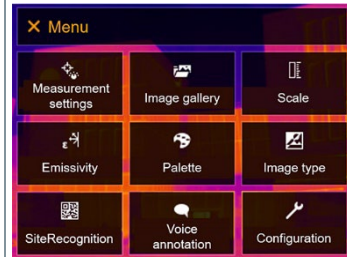 Menu
Measurement
settings
Image gallery
Scale
ε
Emissivity
Palette
Image type
SiteRecognition
Voice
annotation
Configuration